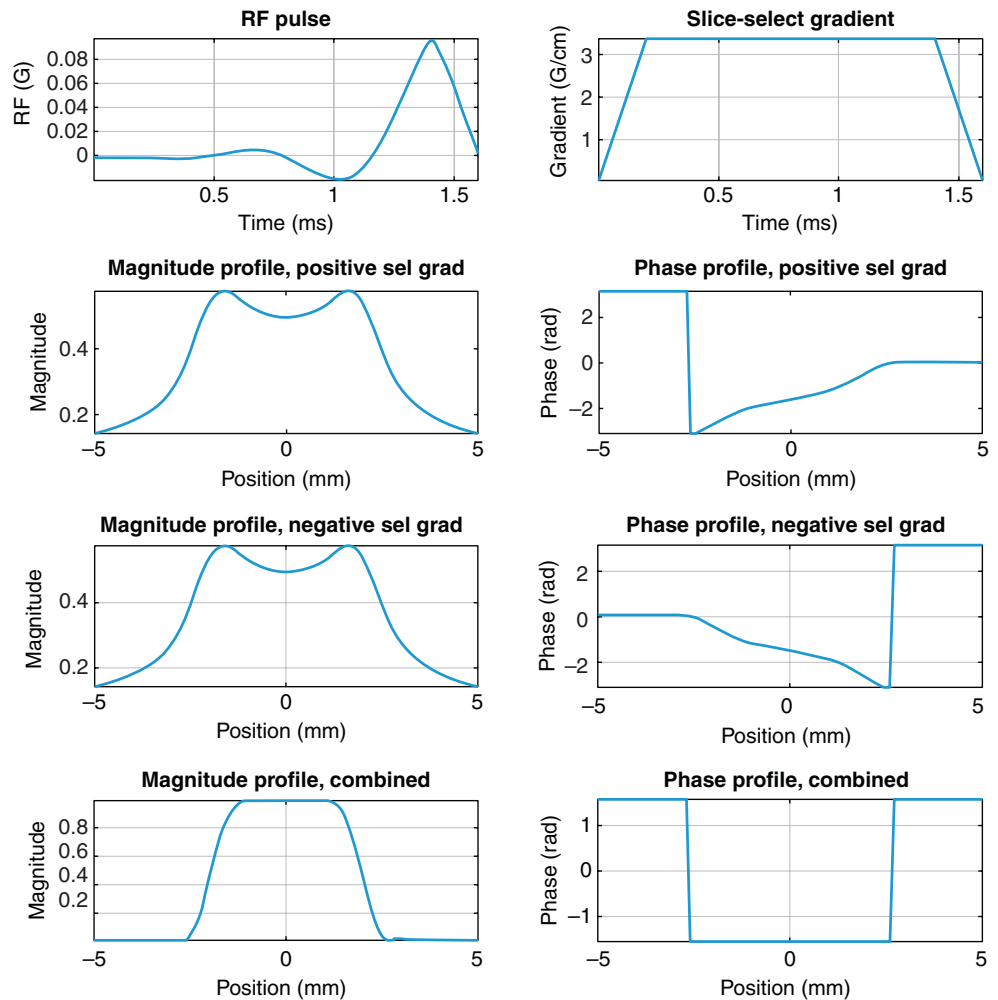 RF pulse
RF (G)
0.08
0.06
0.04
0.02
0
0.5 1 1.5
Time (ms)
Slice-select gradient
Gradient (G/cm)
3
2
1
0.5 1 1.5
Time (ms)
Magnitude profile, positive sel grad
Magnitude
0.4
0.2
−5 0 5
Position (mm)
Phase profile, positive sel grad
Phase (rad)
2
0
−2
−5 0 5
Position (mm)
Magnitude profile, negative sel grad
Magnitude
0.4
0.2
−5 0 5
Position (mm)
Phase profile, negative sel grad
Phase (rad)
2
0
−2
−5 0 5
Position (mm)
Magnitude profile, combined
Magnitude
0.8
0.6
0.4
0.2
−5 0 5
Position (mm)
Phase profile, combined
Phase (rad)
1
0
−1
−5 0 5
Position (mm)